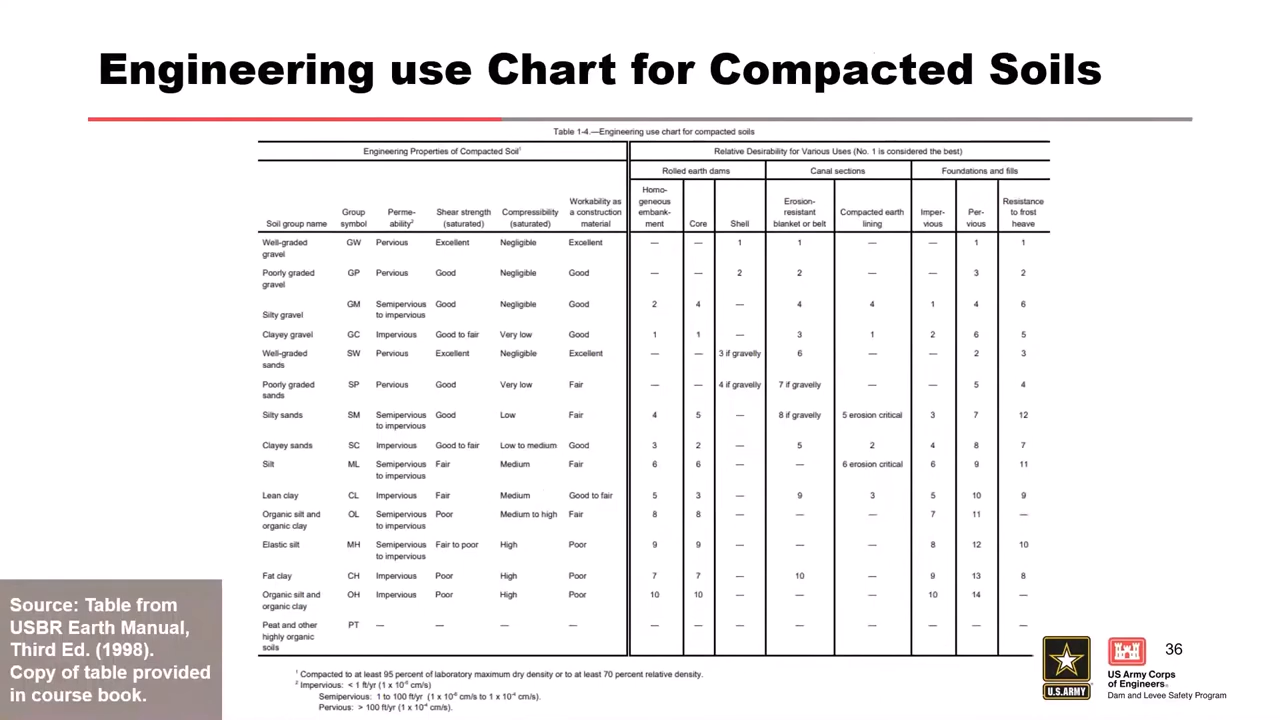 Engineering use Chart for Compacted Soils
Table 1-4.—Engineering use chart for compacted soils
Engineering Properties of Compacted Soil¹ Relative Desirability for Various Uses (No. 1 is considered the best)
Rolled earth dams Canal sections Foundations and fills
Soil group name Group symbol Perme-ability² Shear strength (saturated) Compressibility (saturated) Workability as a construction material Homo-geneous embank-ment Core Shell Erosion-resistant blanket or belt Compacted earth lining Imper-vious Per-vious Resistance to frost heave
Well-graded gravel GW Pervious Excellent Negligible Excellent — — 1 1 — — 1 1
Poorly graded gravel GP Pervious Good Negligible Good — — 2 2 — — 3 2
Silty gravel GM Semipervious to impervious Good Negligible Good 2 4 — 4 4 1 4 6
Clayey gravel GC Impervious Good to fair Very low Good 1 1 — 3 1 2 6 5
Well-graded sands SW Pervious Excellent Negligible Excellent — — 3 if gravelly 6 — — 2 3
Poorly graded sands SP Pervious Good Very low Fair — — 4 if gravelly 7 if gravelly — — 5 4
Silty sands SM Semipervious to impervious Good Low Fair 4 5 — 8 if gravelly 5 erosion critical 3 7 12
Clayey sands SC Impervious Good to fair Low to medium Good 3 2 — 5 2 4 8 7
Silt ML Semipervious to impervious Fair Medium Fair 6 6 — — 6 erosion critical 6 9 11
Lean clay CL Impervious Fair Medium Good to fair 5 3 — 9 3 5 10 9
Organic silt and organic clay OL Semipervious to impervious Poor Medium to high Fair 8 8 — — — 7 11 —
Elastic silt MH Semipervious to impervious Fair to poor High Poor 9 9 — — — 8 12 10
Fat clay CH Impervious Poor High Poor 7 7 — 10 — 9 13 8
Organic silt and organic clay OH Impervious Poor High Poor 10 10 — — — 10 14 —
Peat and other highly organic soils PT — — — — — — — — — — — —
¹ Compacted to at least 95 percent of laboratory maximum dry density or to at least 70 percent relative density.
² Impervious: < 1 ft/yr (1 x 10⁻⁶ cm/s)
Semipervious: 1 to 100 ft/yr (1 x 10⁻⁶ cm/s to 1 x 10⁻⁴ cm/s).
Pervious: > 100 ft/yr (1 x 10⁻⁴ cm/s).
Source: Table from
USBR Earth Manual,
Third Ed. (1998).
Copy of table provided
in course book.
U.S.ARMY
36
US Army Corps
of Engineers®
Dam and Levee Safety Program